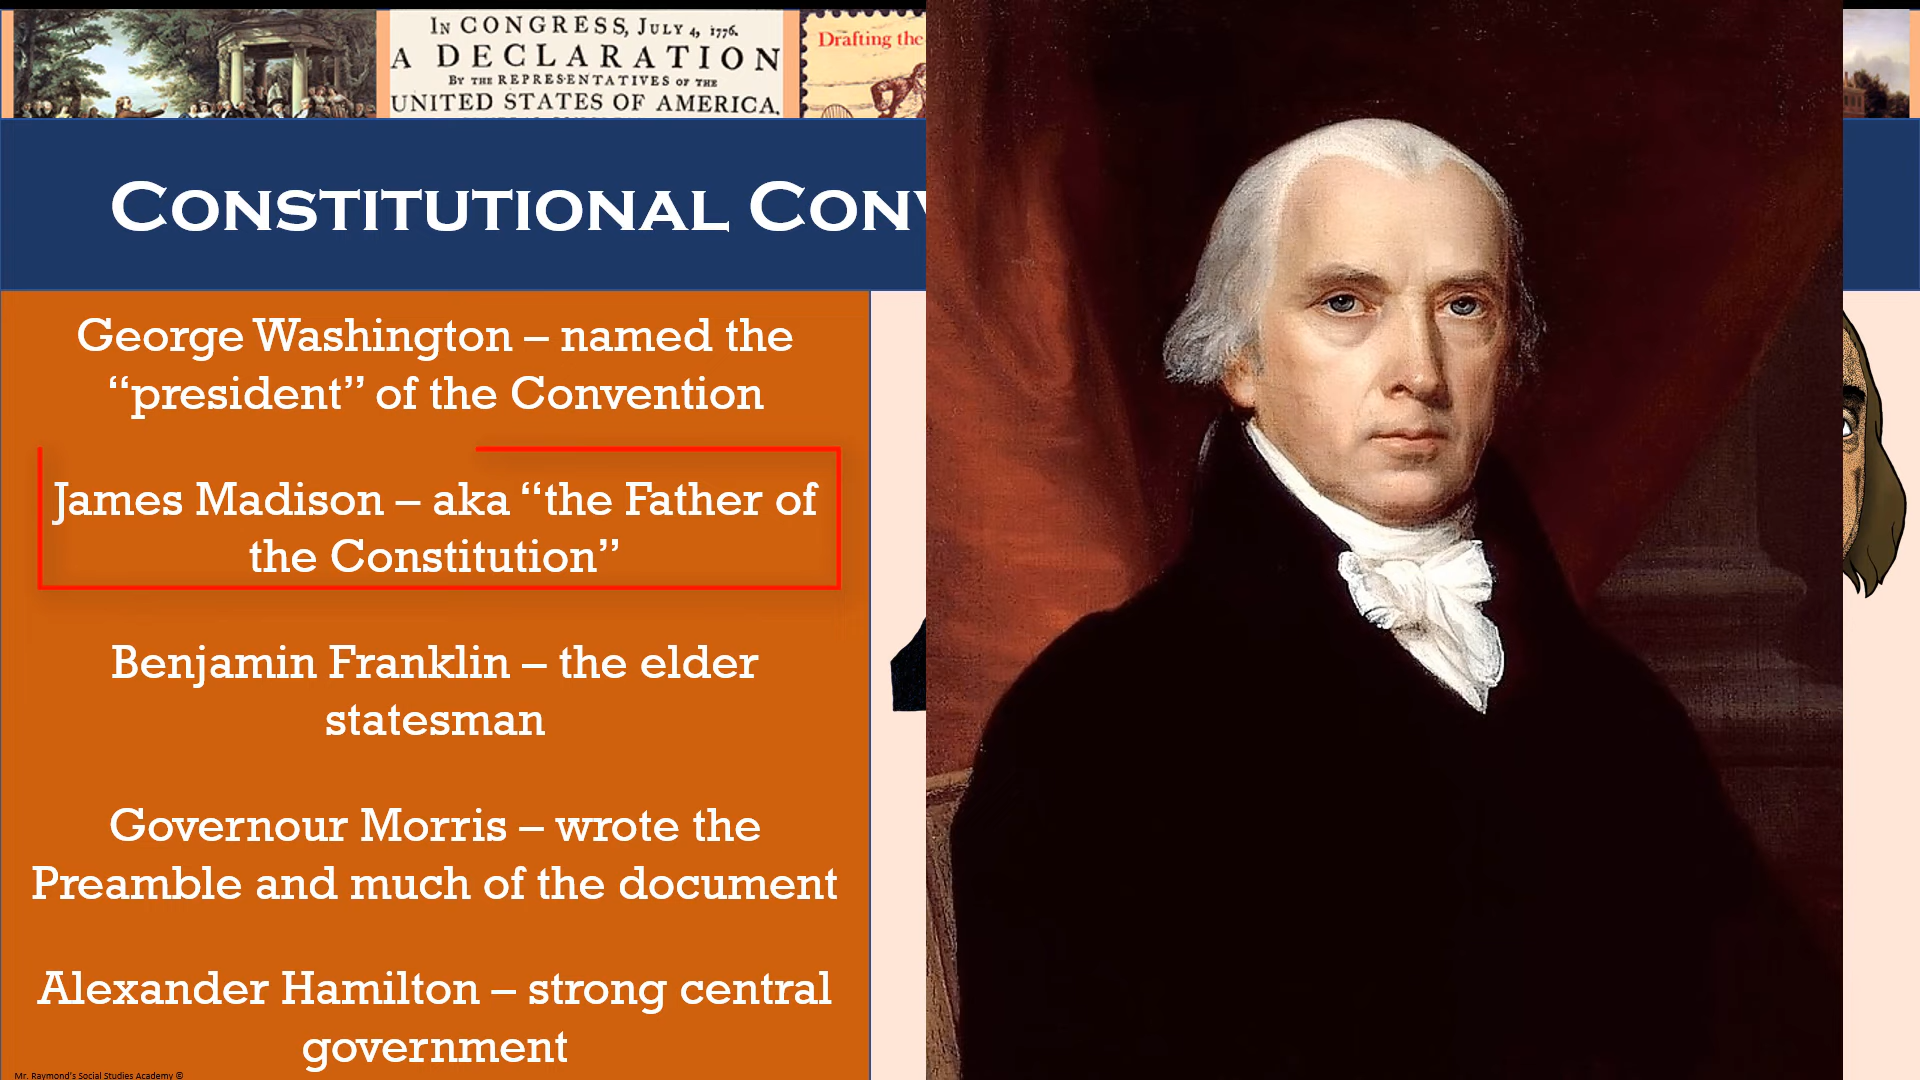 In CONGRESS, July 4, 1776.
A DECLARATION
By the REPRESENTATIVES of the
UNITED STATES OF AMERICA,
Drafting the
Constitutional Conv
George Washington – named the
“president” of the Convention
James Madison – aka “the Father of
the Constitution”
Benjamin Franklin – the elder
statesman
Governour Morris – wrote the
Preamble and much of the document
Alexander Hamilton – strong central
government
Mr. Raymond's Social Studies Academy ©